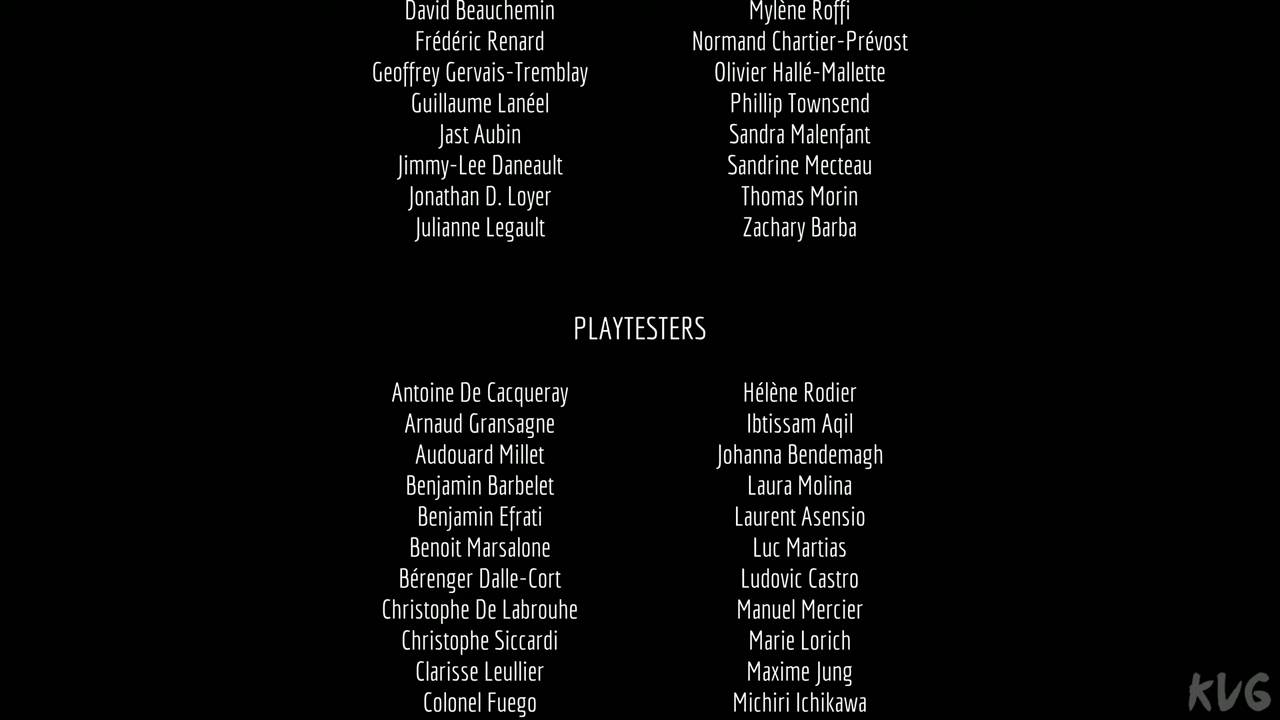 David Beauchemin
Frédéric Renard
Geoffrey Gervais-Tremblay
Guillaume Lanéel
Jast Aubin
Jimmy-Lee Daneault
Jonathan D. Loyer
Julianne Legault
Mylène Roffi
Normand Chartier-Prévost
Olivier Hallé-Mallette
Phillip Townsend
Sandra Malenfant
Sandrine Mecteau
Thomas Morin
Zachary Barba
PLAYTESTERS
Antoine De Cacqueray
Arnaud Gransagne
Audouard Millet
Benjamin Barbelet
Benjamin Efrati
Benoit Marsalone
Bérenger Dalle-Cort
Christophe De Labrouhe
Christophe Siccardi
Clarisse Leullier
Colonel Fuego
Hélène Rodier
Ibtissam Aqil
Johanna Bendemagh
Laura Molina
Laurent Asensio
Luc Martias
Ludovic Castro
Manuel Mercier
Marie Lorich
Maxime Jung
Michiri Ichikawa
KVG